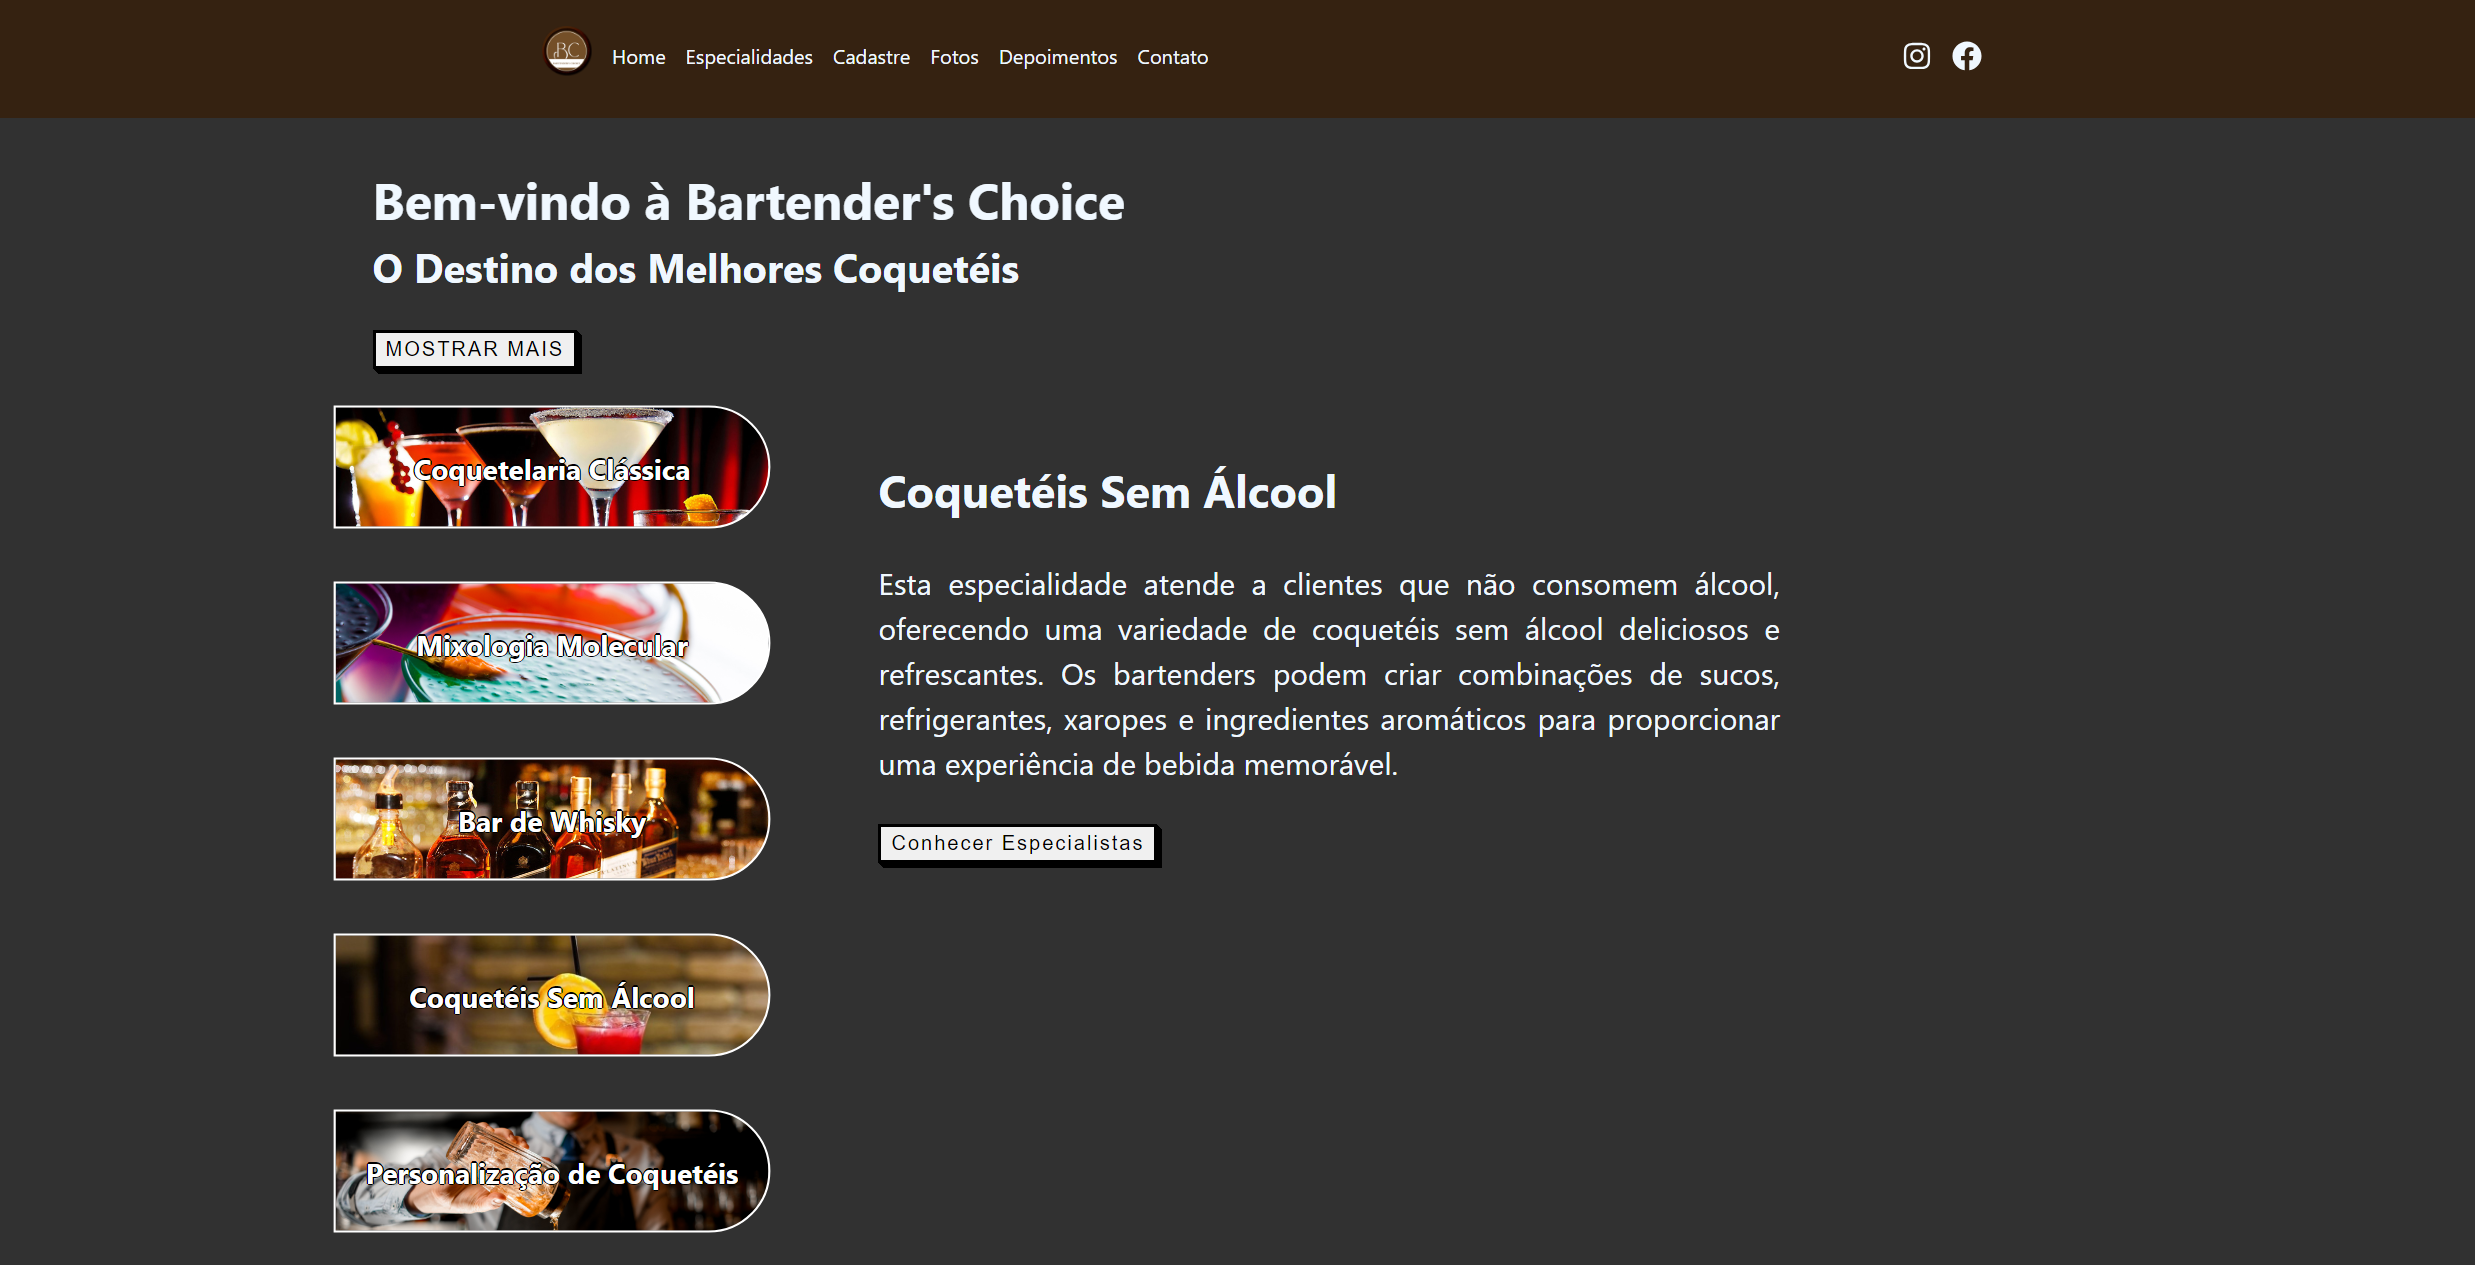 BC
Home Especialidades Cadastre Fotos Depoimentos Contato
Bem-vindo à Bartender's Choice
O Destino dos Melhores Coquetéis
MOSTRAR MAIS
Coquetelaria Clássica
Mixologia Molecular
Bar de Whisky
Coquetéis Sem Álcool
Personalização de Coquetéis
Coquetéis Sem Álcool
Esta especialidade atende a clientes que não consomem álcool,
oferecendo uma variedade de coquetéis sem álcool deliciosos e
refrescantes. Os bartenders podem criar combinações de sucos,
refrigerantes, xaropes e ingredientes aromáticos para proporcionar
uma experiência de bebida memorável.
Conhecer Especialistas